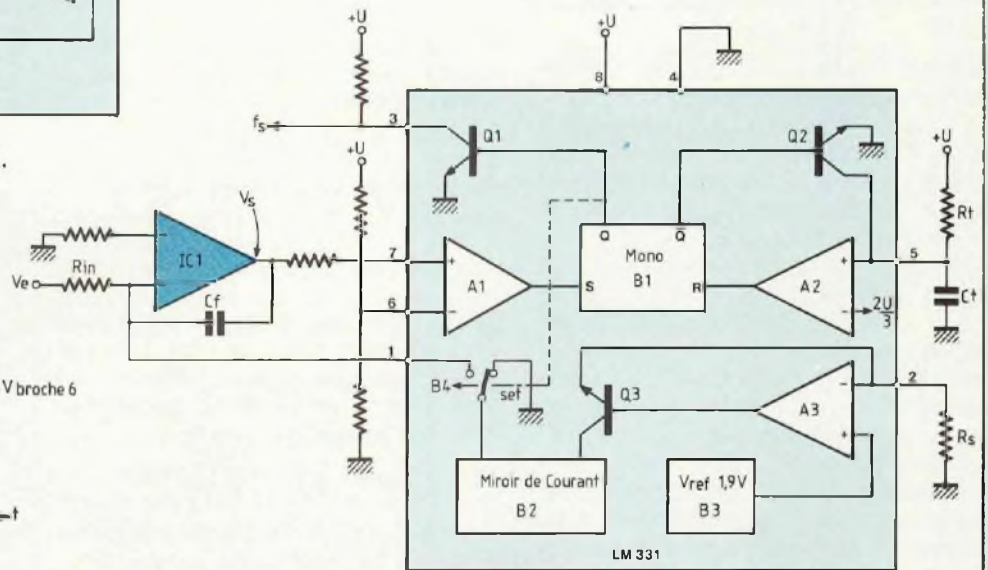 +U
+U
8
4
fs
3
Q1
Q2
+U
+U
Vs
Rt
Q
Q̄
7
+
Mono
B1
+
5
IC1
A1
S
R
A2
Rin
Ve
Ct
6
-
-
2U/3
Cf
1
V broche 6
B4
set
Q3
-
2
A3
+
Rs
Miroir de Courant
B2
Vref 1,9V
B3
t
LM 331